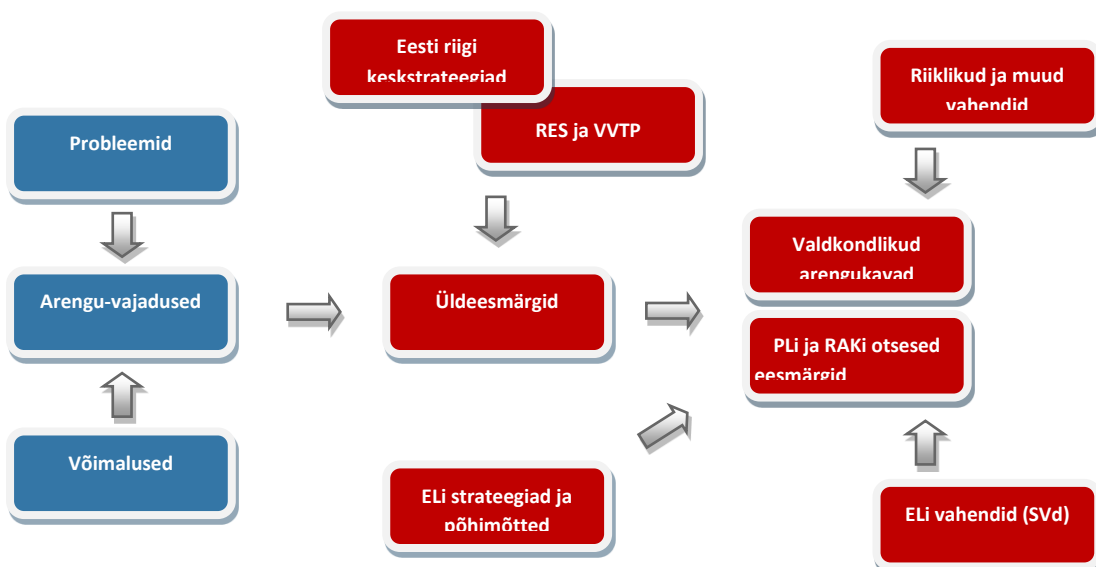 Eesti riigi
keskstrateegiad
RES ja VVTP
Riiklikud ja muud
vahendid
Probleemid
Valdkondlikud
arengukavad
Arengu-vajadused
Üldeesmärgid
PLi ja RAKi otsesed
eesmärgid
Võimalused
ELi strateegiad ja
põhimõtted
ELi vahendid (SVd)